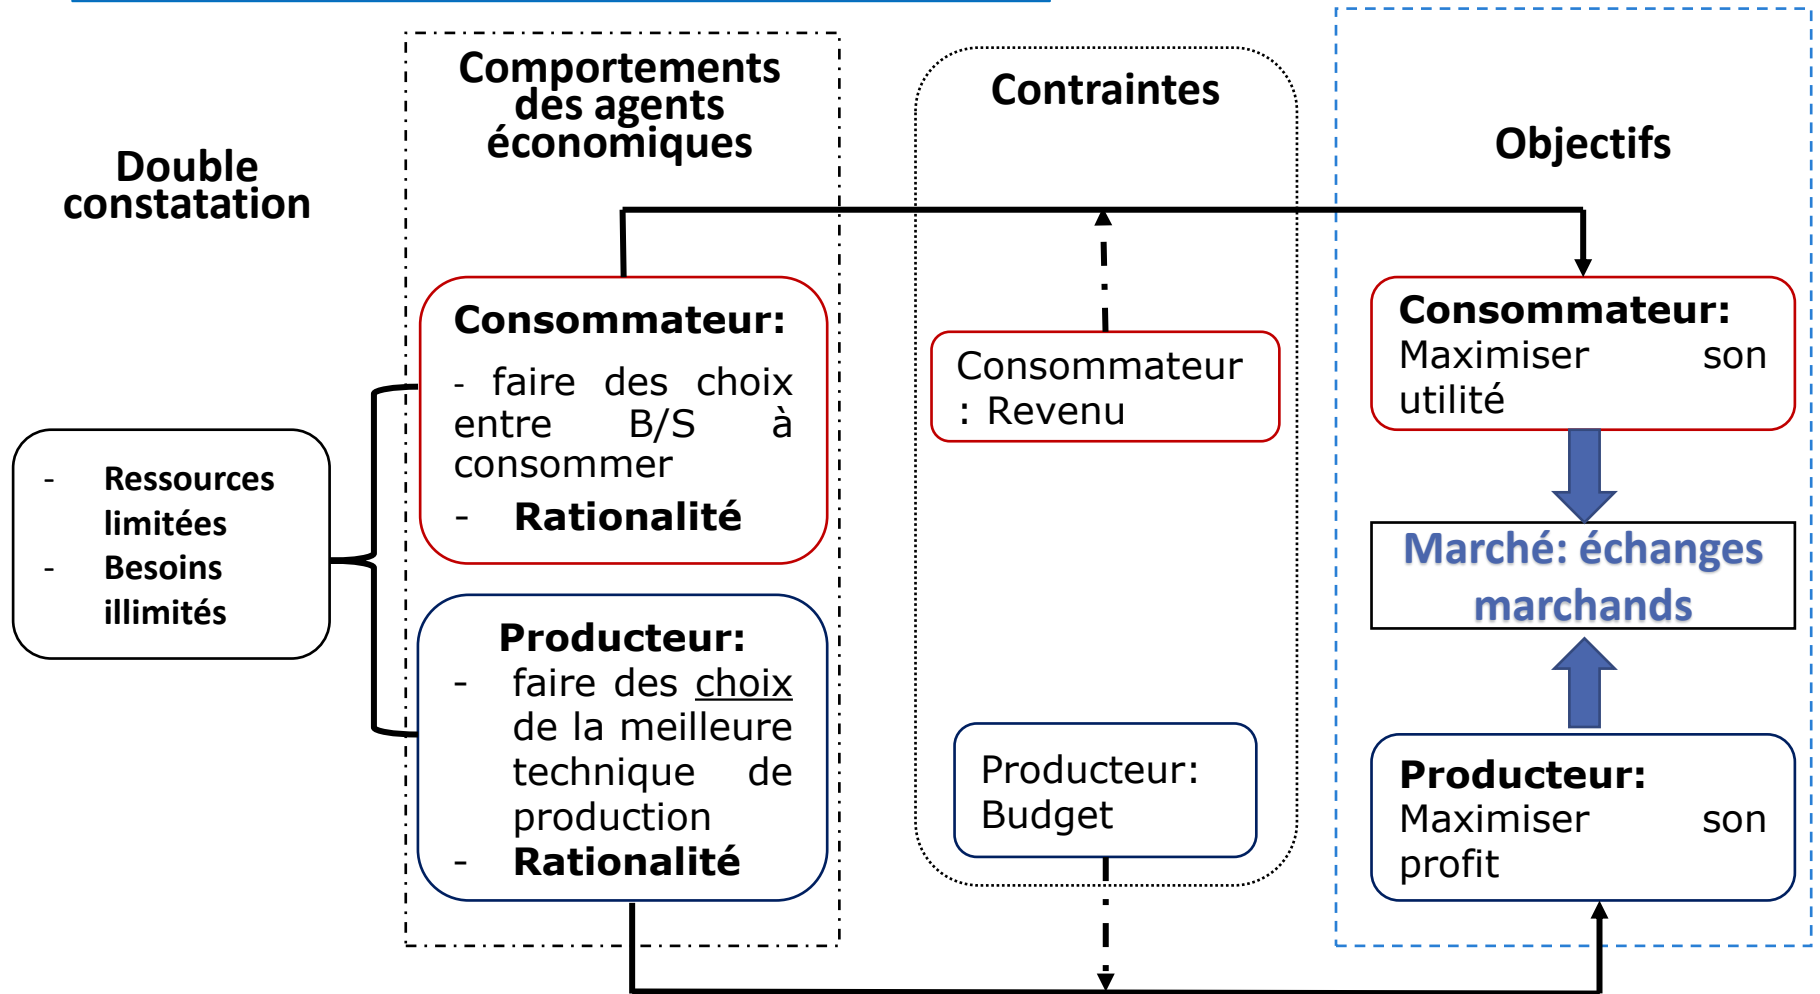 Double
constatation
- Ressources
limitées
- Besoins
illimités
Comportements
des agents
économiques
Consommateur:
- faire des choix
entre B/S à
consommer
- Rationalité
Producteur:
- faire des choix
de la meilleure
technique de
production
- Rationalité
Contraintes
Consommateur
: Revenu
Producteur:
Budget
Objectifs
Consommateur:
Maximiser son
utilité
Marché: échanges
marchands
Producteur:
Maximiser son
profit